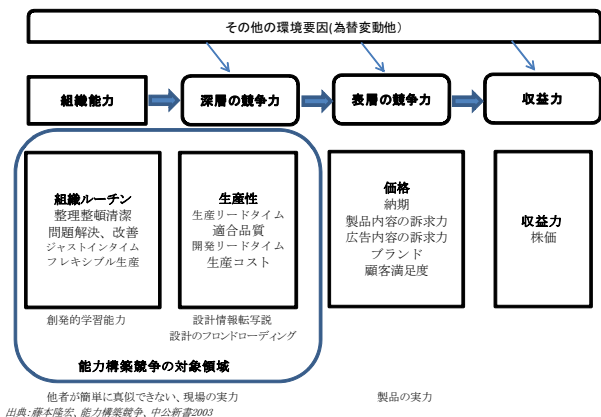 その他の環境要因(為替変動他）
組織能力
深層の競争力
表層の競争力
収益力
組織ルーチン
整理整頓清潔
問題解決、改善
ジャストインタイム
フレキシブル生産
生産性
生産リードタイム
適合品質
開発リードタイム
生産コスト
価格
納期
製品内容の訴求力
広告内容の訴求力
ブランド
顧客満足度
収益力
株価
創発的学習能力
設計情報転写説
設計のフロンドローディング
能力構築競争の対象領域
他者が簡単に真似できない、現場の実力
製品の実力
出典：藤本隆宏、能力構築競争、中公新書2003